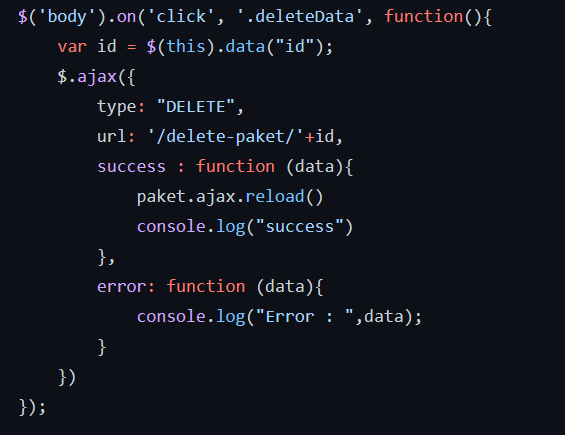 $('body').on('click', '.deleteData', function(){
    var id = $(this).data("id");
    $.ajax({
        type: "DELETE",
        url: '/delete-paket/'+id,
        success : function (data){
            paket.ajax.reload()
            console.log("success")
        },
        error: function (data){
            console.log("Error : ",data);
        }
    })
});